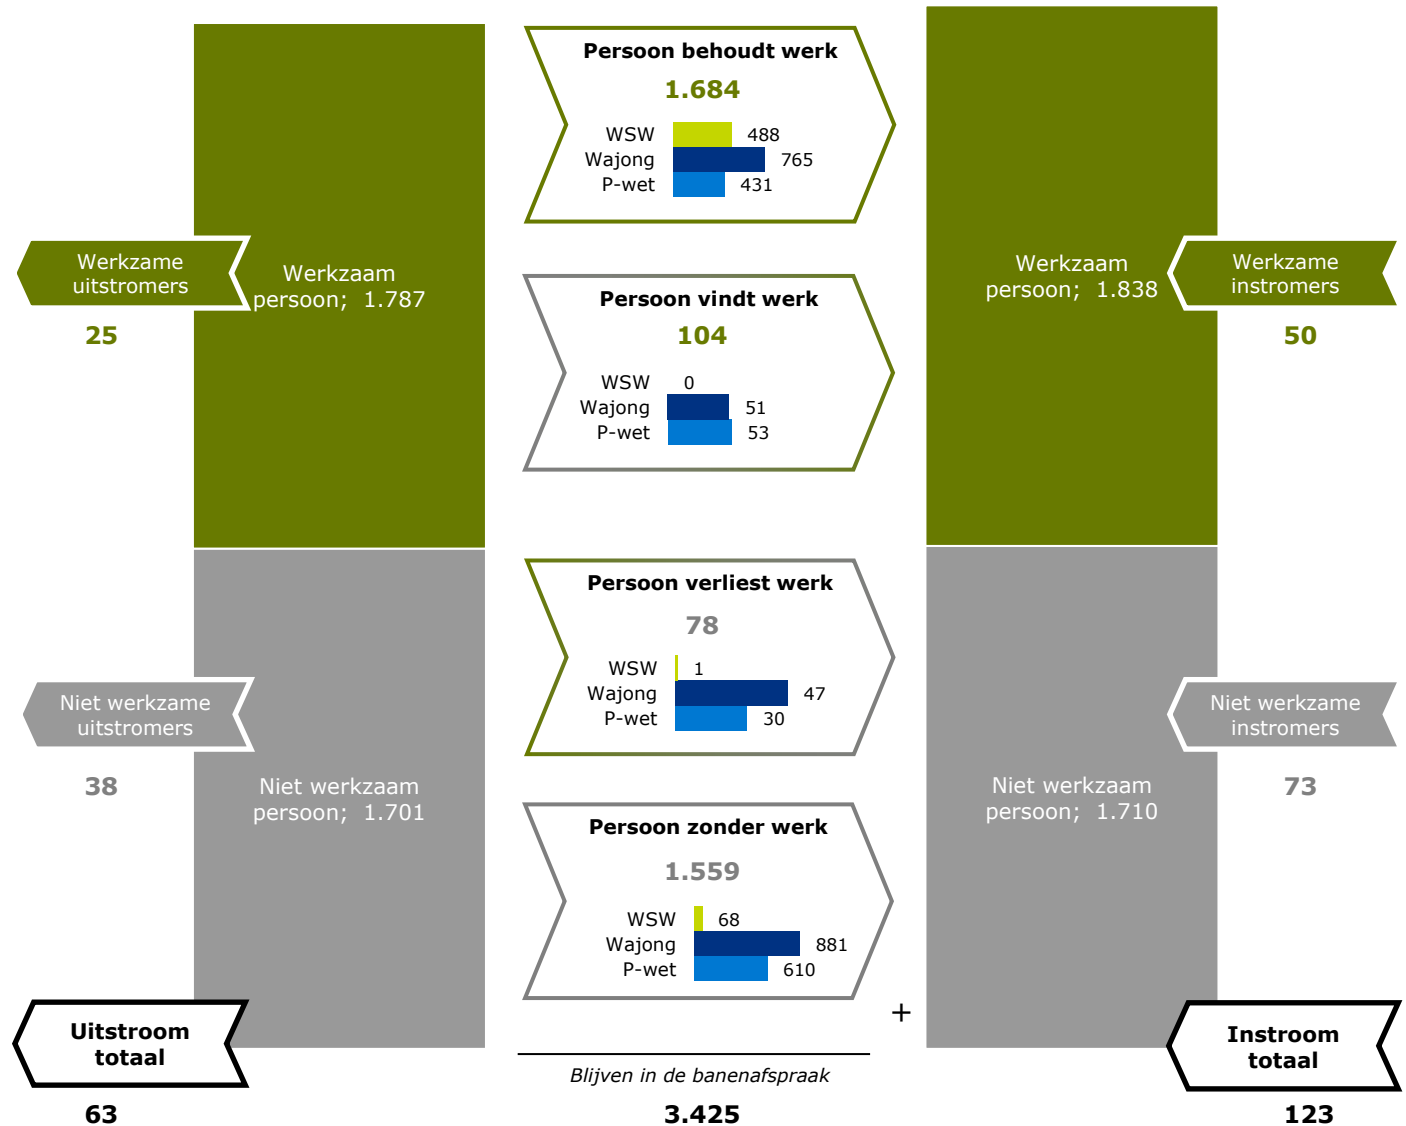 Werkzame
uitstromers
25
Werkzaam
persoon; 1.787
Niet werkzame
uitstromers
38
Niet werkzaam
persoon; 1.701
Uitstroom
totaal
63
Persoon behoudt werk
1.684
WSW 488
Wajong 765
P-wet 431
Persoon vindt werk
104
WSW 0
Wajong 51
P-wet 53
Persoon verliest werk
78
WSW 1
Wajong 47
P-wet 30
Persoon zonder werk
1.559
WSW 68
Wajong 881
P-wet 610
+
Blijven in de banenafspraak
3.425
Werkzaam
persoon; 1.838
Werkzame
instromers
50
Niet werkzaam
persoon; 1.710
Niet werkzame
instromers
73
Instroom
totaal
123